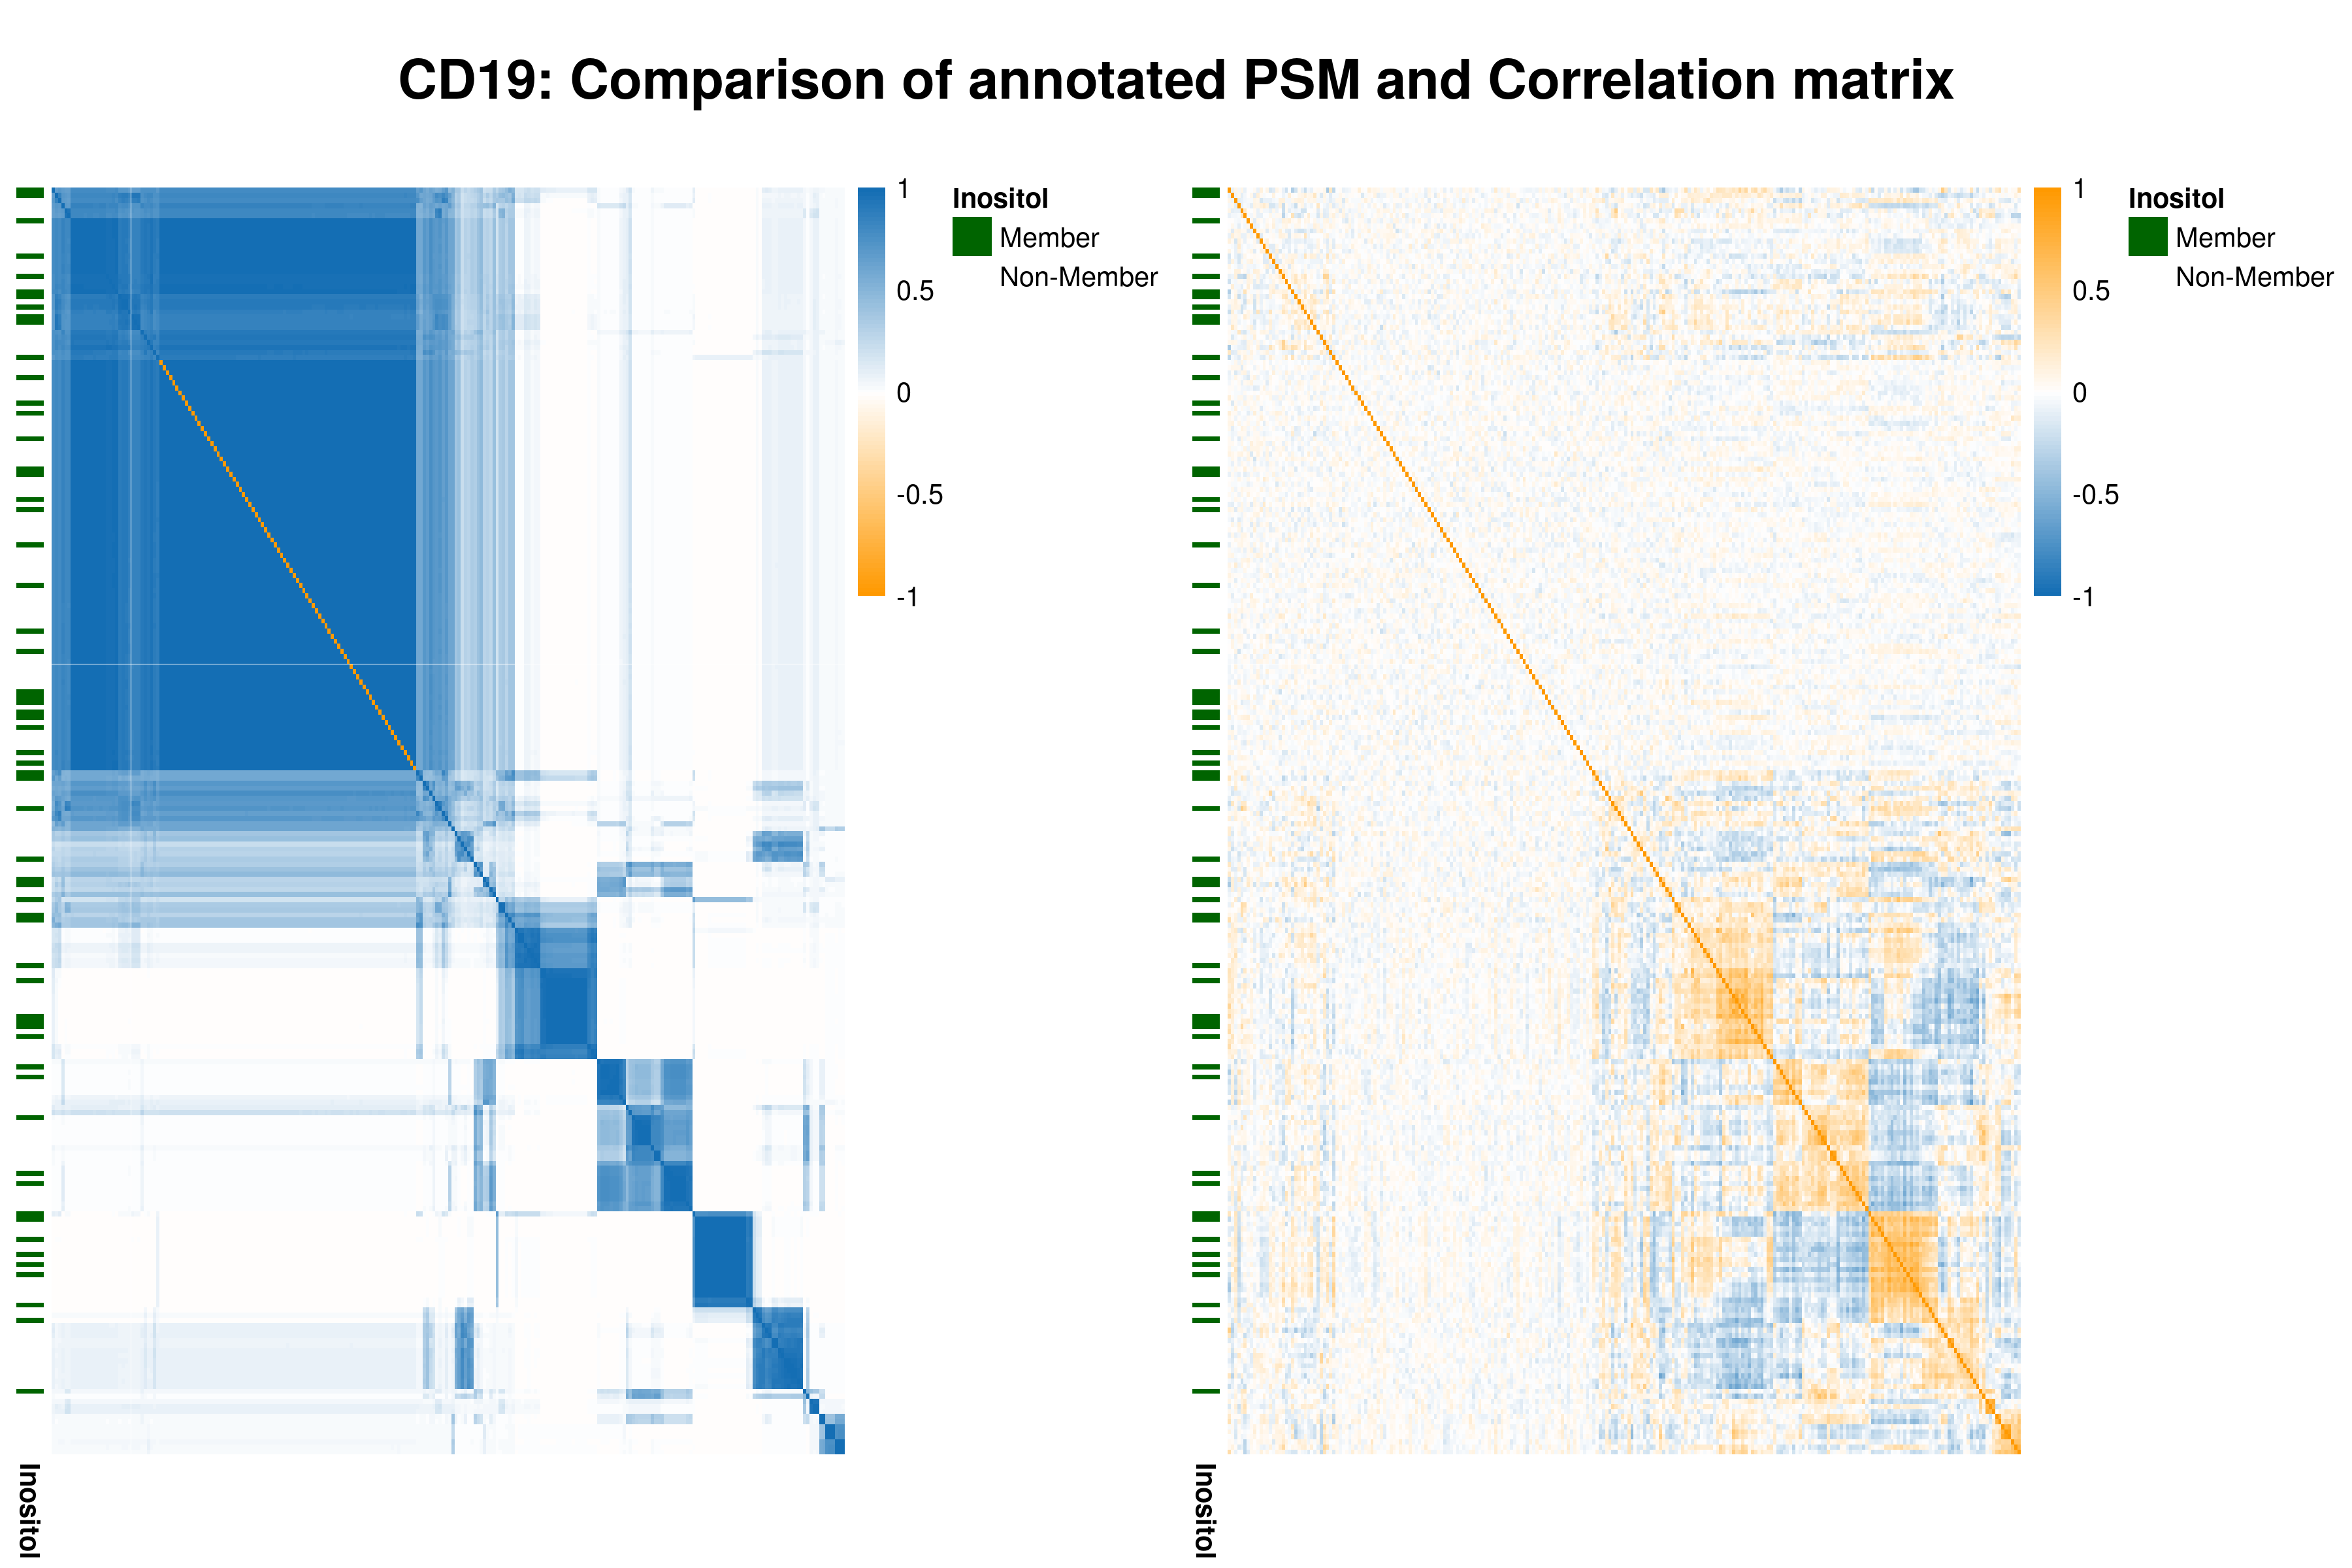 CD19: Comparison of annotated PSM and Correlation matrix
1
0.5
0
-0.5
-1
Inositol
Member
Non-Member
Inositol
1
0.5
0
-0.5
-1
Inositol
Member
Non-Member
Inositol